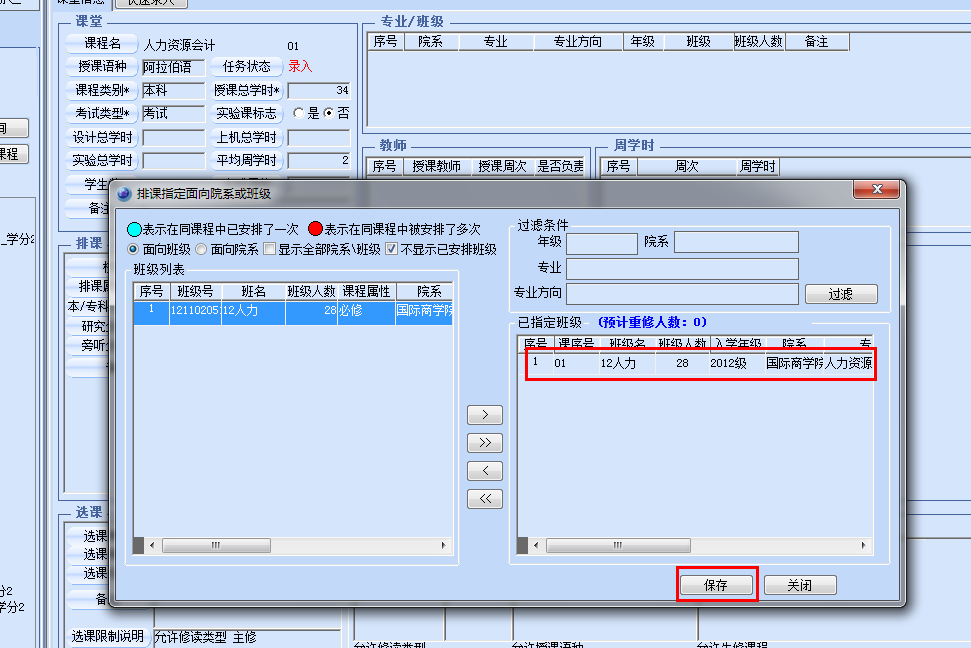 课堂信息 快速录入
课堂
课程名 人力资源会计 01
授课语种 阿拉伯语 任务状态 录入
课程类别* 本科 授课总学时* 34
考试类型* 考试 实验课标志 是 否
设计总学时 上机总学时
实验总学时 平均周学时 2
学生
备注
专业/班级
序号 院系 专业 专业方向 年级 班级 班级人数 备注
教师
序号 授课教师 授课周次 是否负责
周学时
序号 周次 周学时
课程
学分2
排课
本/专科
研究
旁听
选课
选课
选课
选课
备
学分2
选课限制说明 允许修读类型 主修
排课指定面向院系或班级
表示在同课程中已安排了一次 表示在同课程中被安排了多次
面向班级 面向院系 显示全部院系\班级 不显示已安排班级
班级列表
序号 班级号 班名 班级人数 课程属性 院系
1 12110205 12人力 28 必修 国际商学院
过滤条件
年级 院系
专业
专业方向 过滤
已指定班级 (预计重修人数: 0)
序号 课序号 班级名 班级人数 入学年级 院系 专
1 01 12人力 28 2012级 国际商学院 人力资源
>
>>
<
<<
保存 关闭